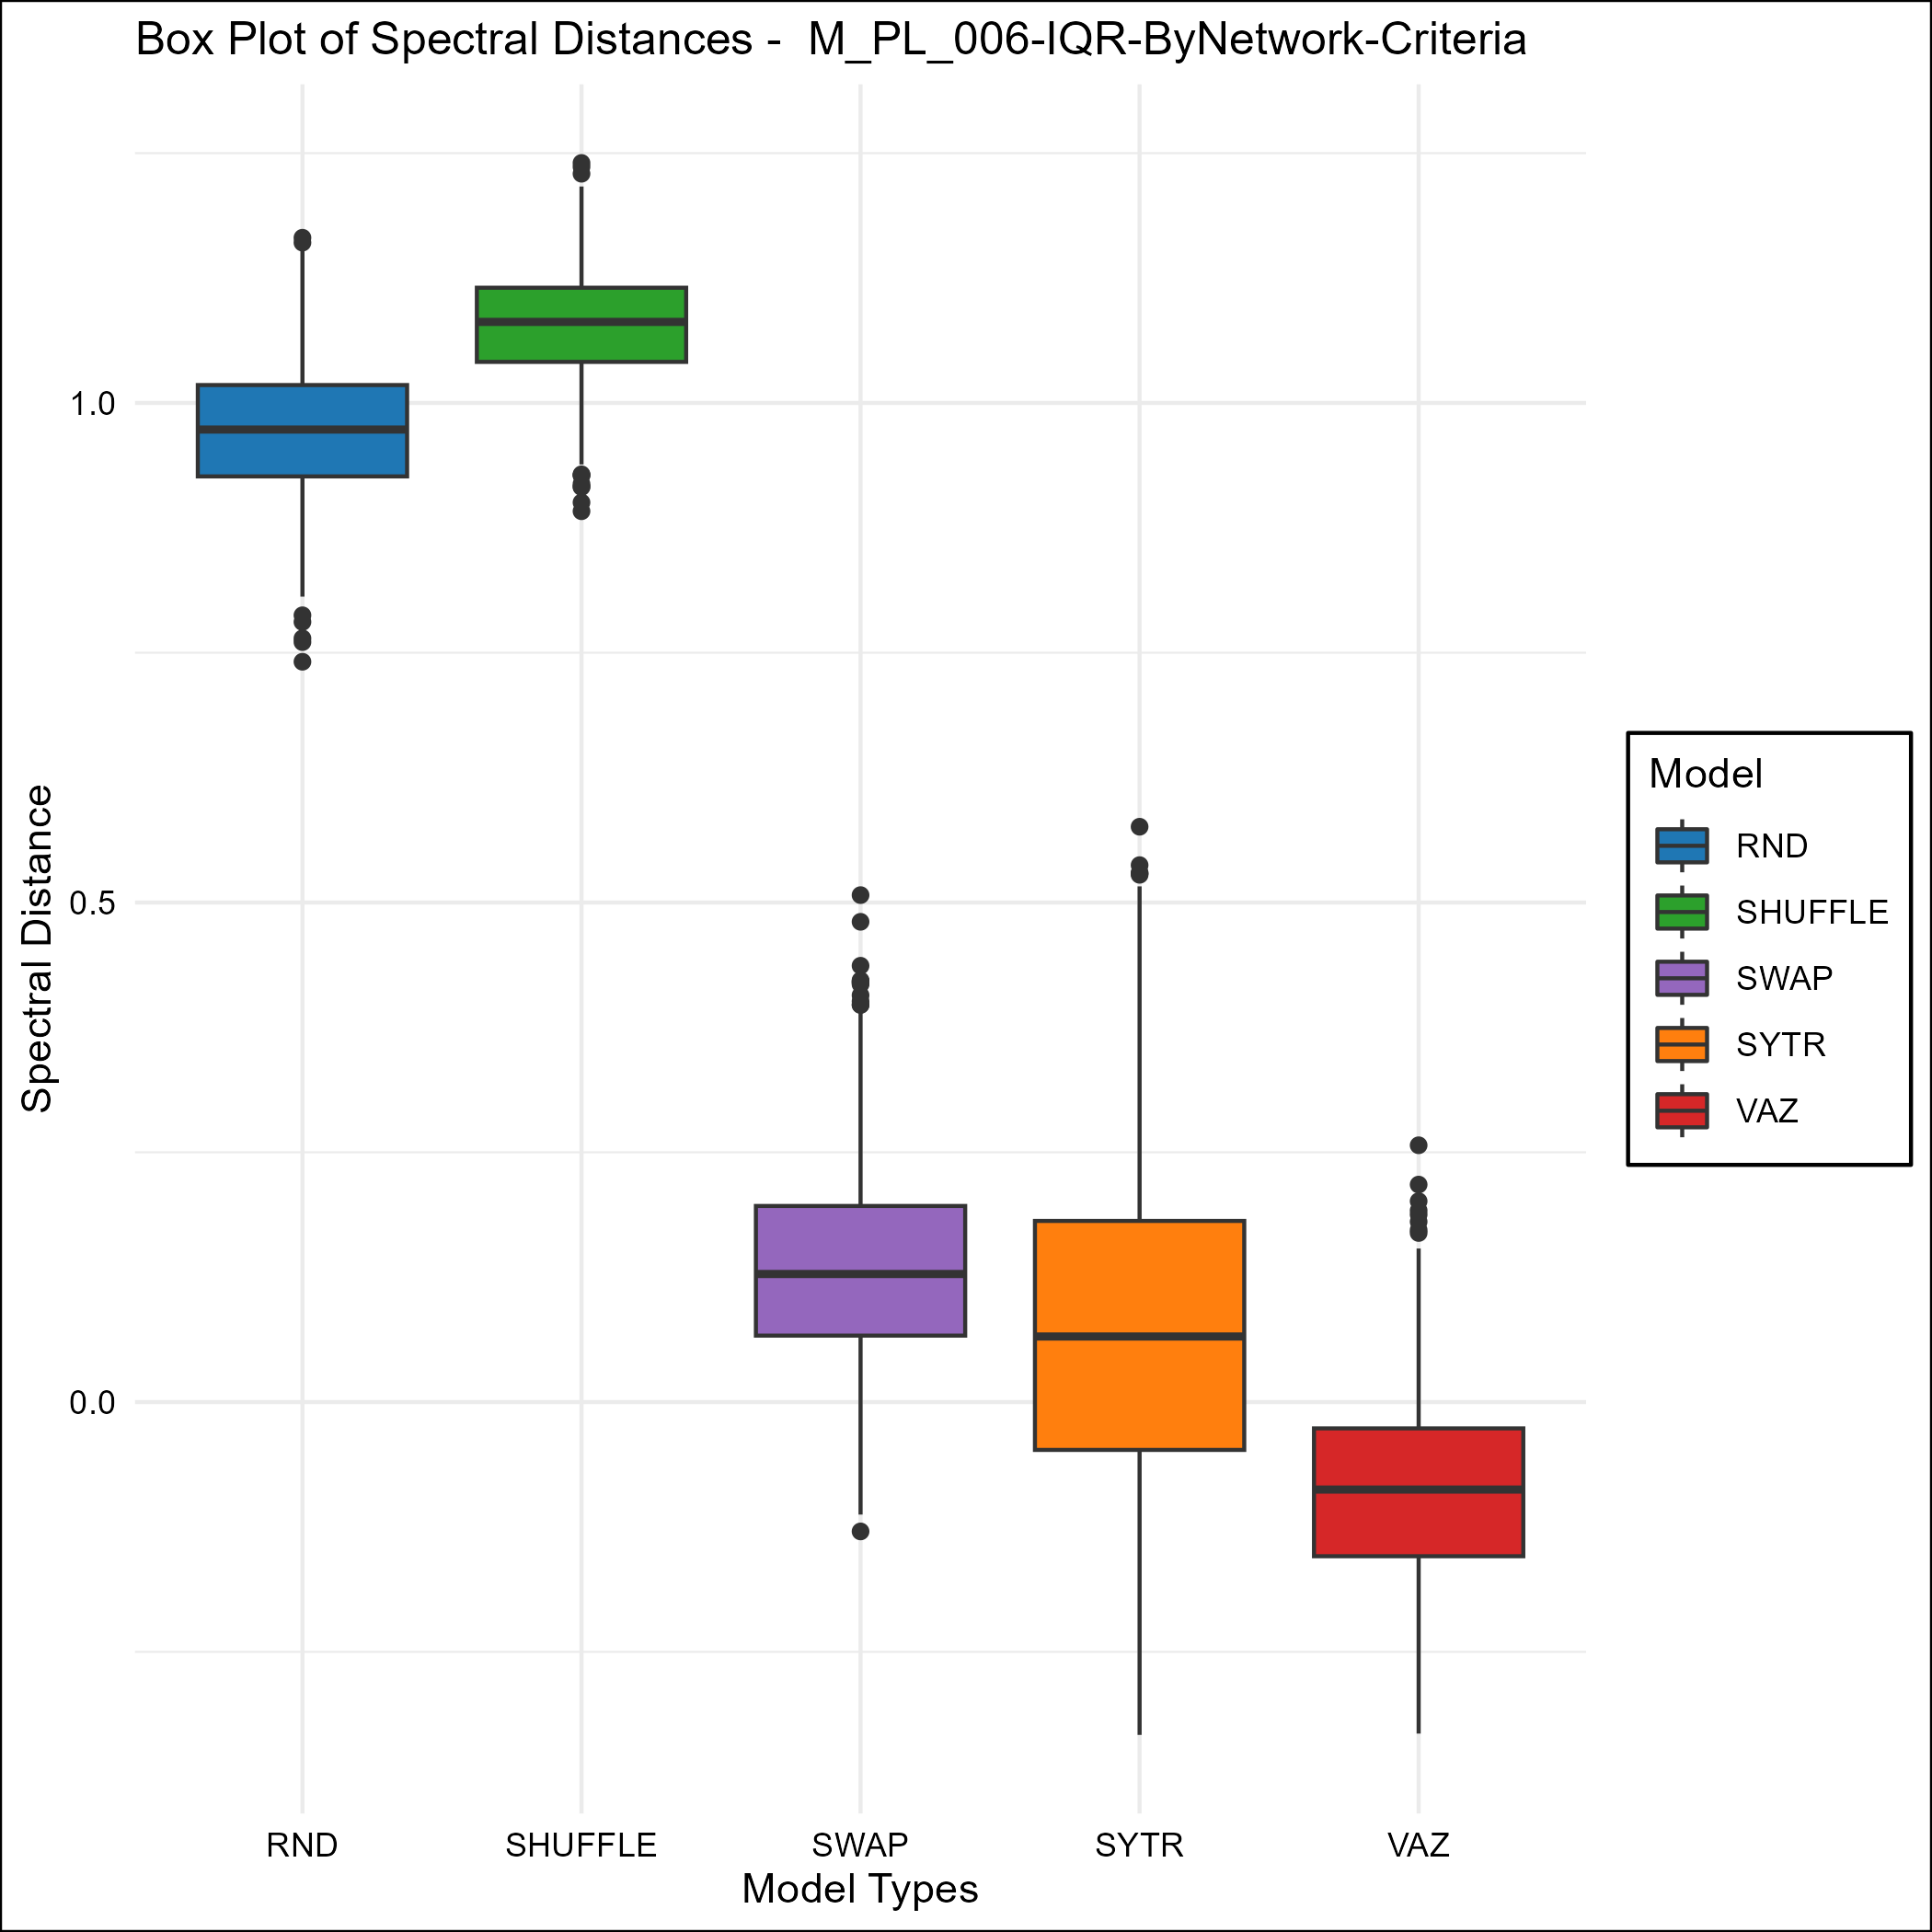 Box Plot of Spectral Distances -  M_PL_006-IQR-ByNetwork-Criteria
Spectral Distance
1.0
0.5
0.0
RND
SHUFFLE
SWAP
SYTR
VAZ
Model Types
Model
RND
SHUFFLE
SWAP
SYTR
VAZ